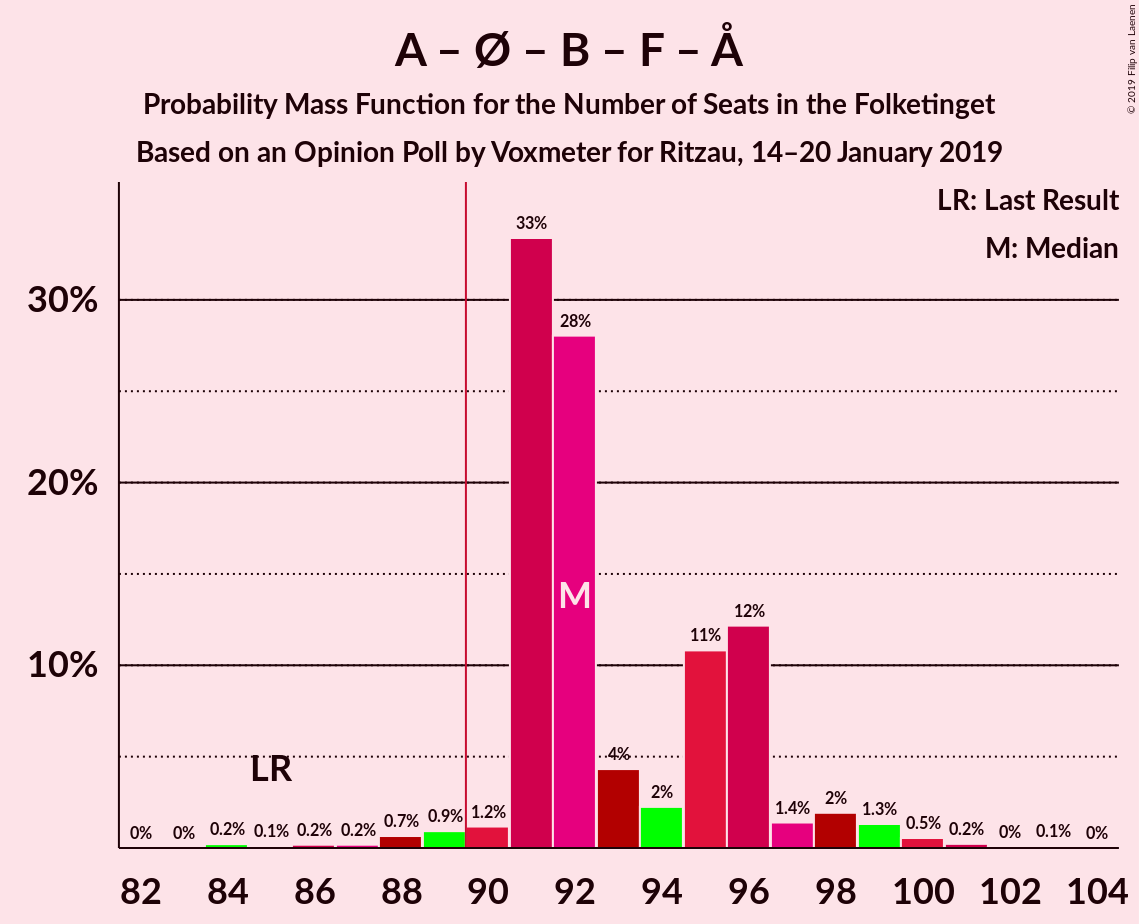 A – Ø – B – F – Å
Probability Mass Function for the Number of Seats in the Folketinget
Based on an Opinion Poll by Voxmeter for Ritzau, 14–20 January 2019
© 2019 Filip van Laenen
LR: Last Result
M: Median
30%
20%
10%
0%
0%
0.2%
0.1%
0.2%
0.2%
0.7%
0.9%
1.2%
33%
28%
4%
2%
11%
12%
1.4%
2%
1.3%
0.5%
0.2%
0%
0.1%
0%
LR
M
82 84 86 88 90 92 94 96 98 100 102 104